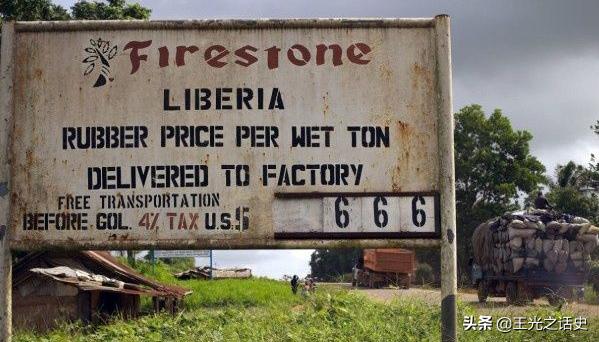 Firestone
LIBERIA
RUBBER PRICE PER WET TON
DELIVERED TO FACTORY
FREE TRANSPORTATION
BEFORE GOL. 4% TAX U.S.$ 666
头条 @王光之话史